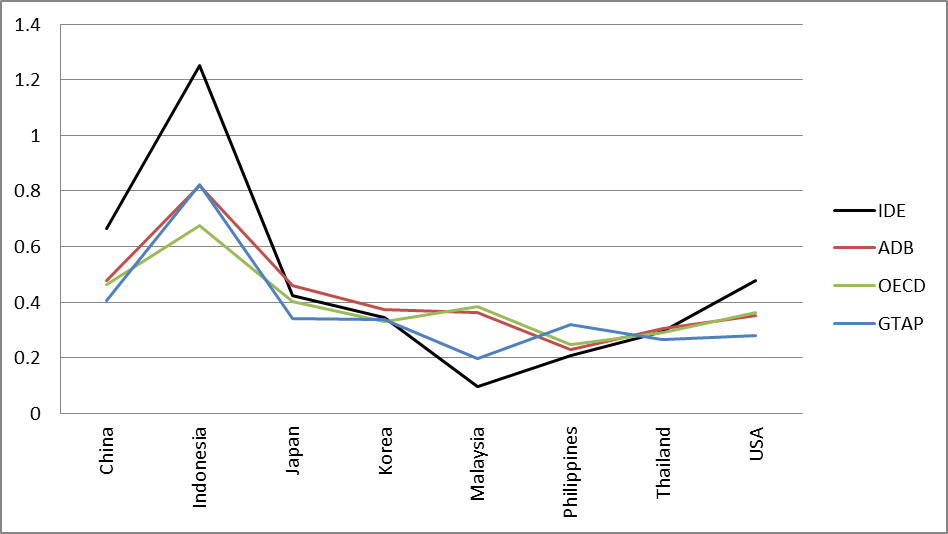 1.4
1.2
1
0.8
0.6
0.4
0.2
0
China
Indonesia
Japan
Korea
Malaysia
Philippines
Thailand
USA
IDE
ADB
OECD
GTAP